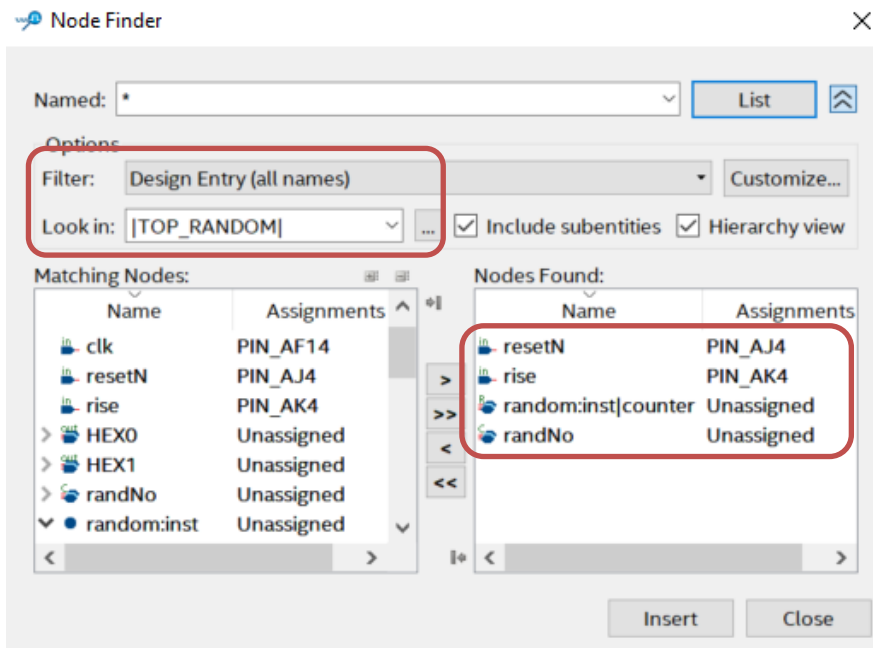 Node Finder
Named: * List
Options
Filter: Design Entry (all names) Customize...
Look in: |TOP_RANDOM| ... Include subentities Hierarchy view
Matching Nodes: Nodes Found:
Name Assignments Name Assignments
clk PIN_AF14 resetN PIN_AJ4
resetN PIN_AJ4 > rise PIN_AK4
rise PIN_AK4 >> random:inst|counter Unassigned
HEX0 Unassigned < randNo Unassigned
HEX1 Unassigned <<
randNo Unassigned
random:inst Unassigned
Insert Close